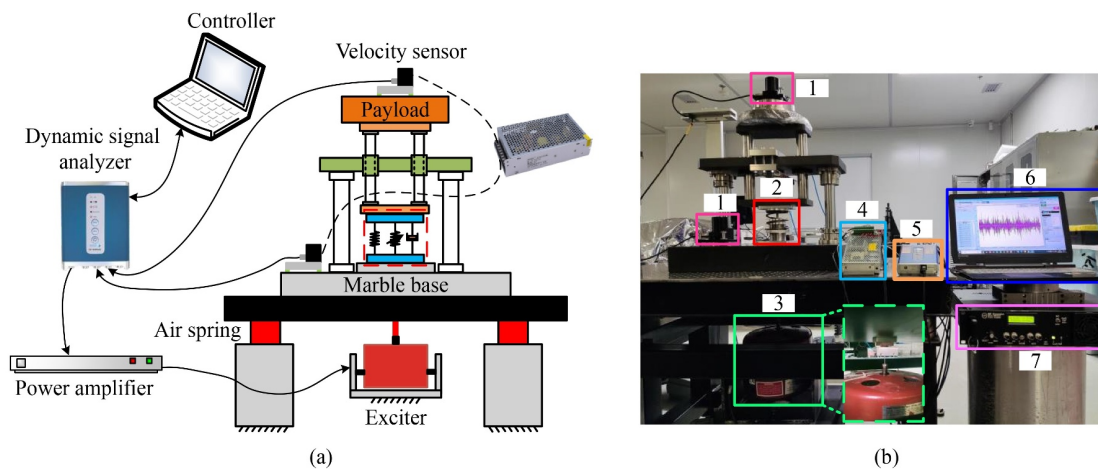 Controller
Velocity sensor
Payload
Dynamic signal
analyzer
Marble base
Air spring
Power amplifier
Exciter
(a)
1
2
1
4
5
6
3
7
(b)